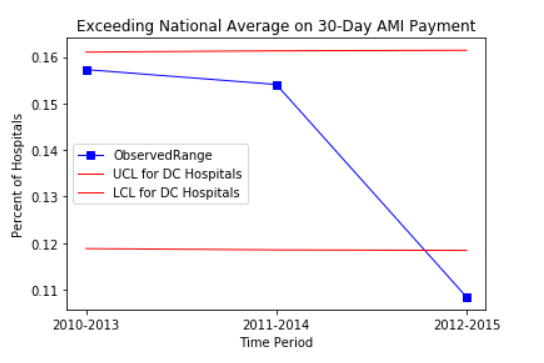 Exceeding National Average on 30-Day AMI Payment
0.16
0.15
0.14
0.13
0.12
0.11
Percent of Hospitals
ObservedRange
UCL for DC Hospitals
LCL for DC Hospitals
2010-2013 2011-2014 2012-2015
Time Period